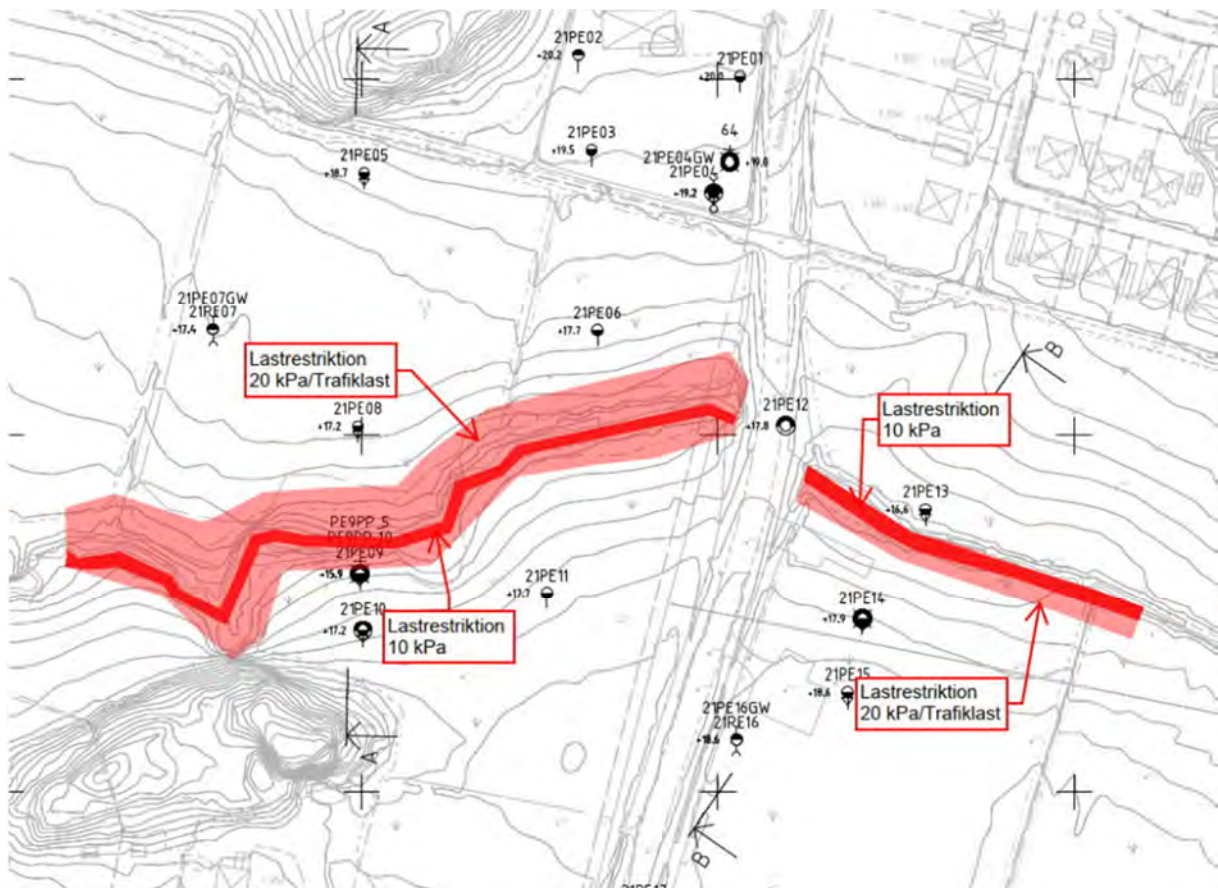 A
21PE02
+20.2
21PE01
+20.0
64
21PE03
+19.5
21PE04GW
+19.8
21PE04
+19.2
21PE05
+18.7
21PE07GW
21PE07
+17.4
21PE06
+17.7
Lastrestriktion
20 kPa/Trafiklast
B
21PE08
+17.2
21PE12
+17.8
Lastrestriktion
10 kPa
21PE13
+16.6
PE9PP_5
PE9PP_10
21PE09
+15.9
21PE11
+17.7
21PE10
+17.2
Lastrestriktion
10 kPa
21PE14
+17.9
21PE15
+18.6
Lastrestriktion
20 kPa/Trafiklast
21PE16GW
21PE16
+18.6
A
B